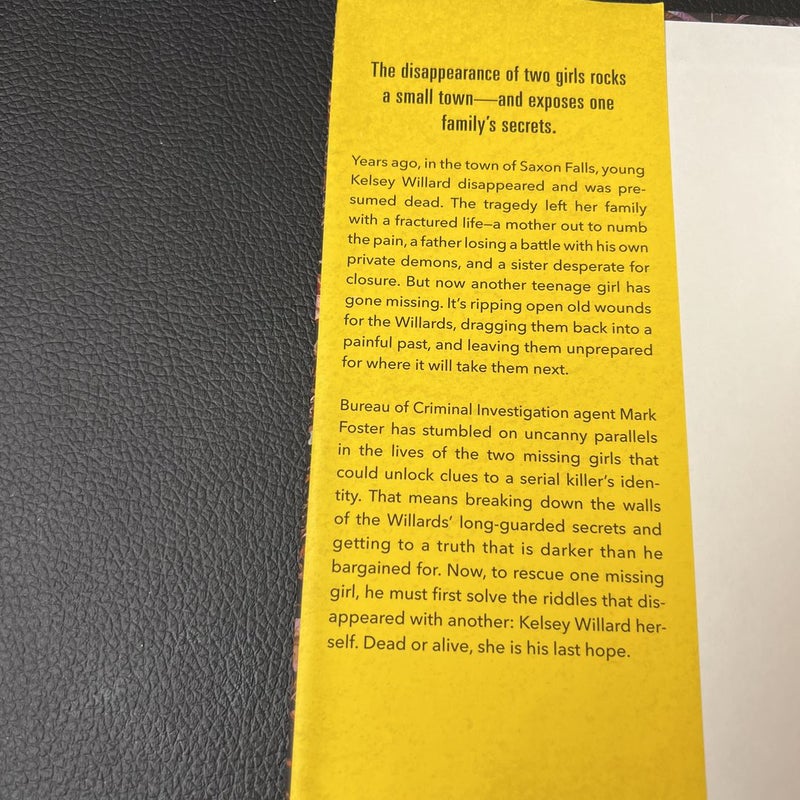 The disappearance of two girls rocks
a small town—and exposes one
family's secrets.
Years ago, in the town of Saxon Falls, young
Kelsey Willard disappeared and was pre-
sumed dead. The tragedy left her family
with a fractured life—a mother out to numb
the pain, a father losing a battle with his own
private demons, and a sister desperate for
closure. But now another teenage girl has
gone missing. It's ripping open old wounds
for the Willards, dragging them back into a
painful past, and leaving them unprepared
for where it will take them next.
Bureau of Criminal Investigation agent Mark
Foster has stumbled on uncanny parallels
in the lives of the two missing girls that
could unlock clues to a serial killer's iden-
tity. That means breaking down the walls
of the Willards' long-guarded secrets and
getting to a truth that is darker than he
bargained for. Now, to rescue one missing
girl, he must first solve the riddles that dis-
appeared with another: Kelsey Willard her-
self. Dead or alive, she is his last hope.